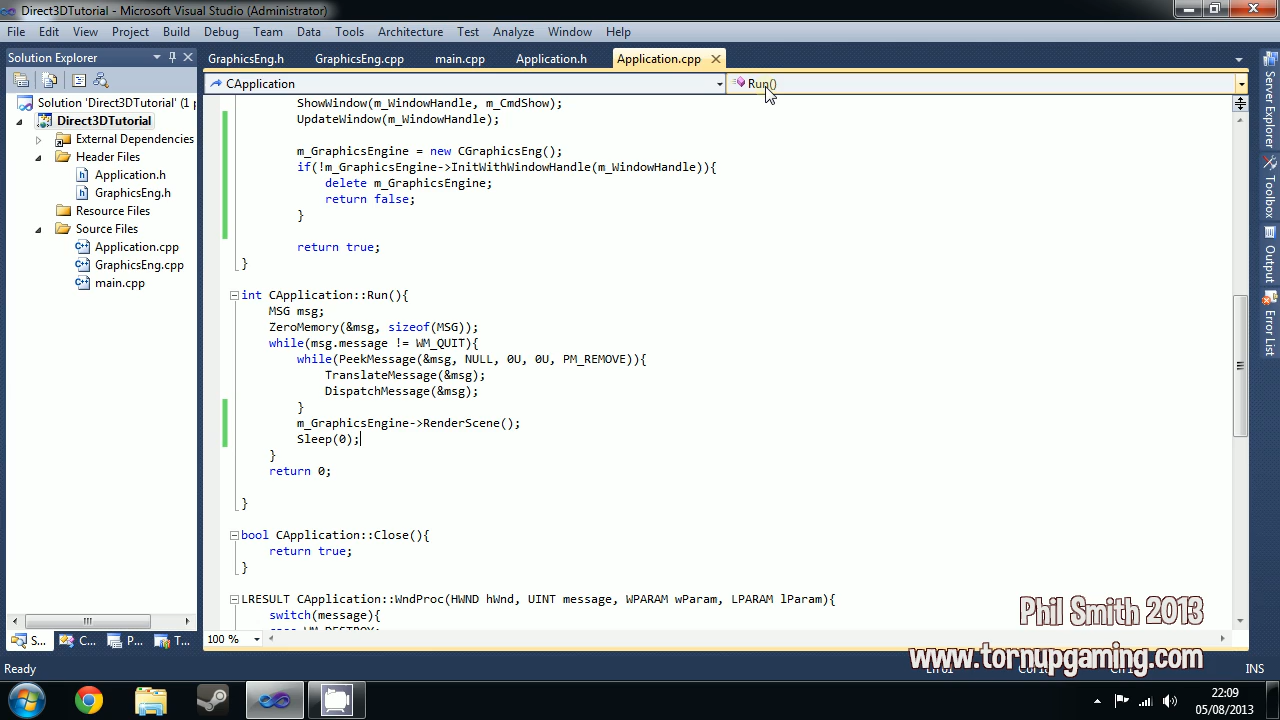 Direct3DTutorial - Microsoft Visual Studio (Administrator)
File Edit View Project Build Debug Team Data Tools Architecture Test Analyze Window Help
Solution Explorer
GraphicsEng.h GraphicsEng.cpp main.cpp Application.h Application.cpp
CApplication
Run()
Solution 'Direct3DTutorial' (1 p
Direct3DTutorial
External Dependencies
Header Files
Application.h
GraphicsEng.h
Resource Files
Source Files
Application.cpp
GraphicsEng.cpp
main.cpp
ShowWindow(m_WindowHandle, m_CmdShow);
UpdateWindow(m_WindowHandle);
m_GraphicsEngine = new CGraphicsEng();
if(!m_GraphicsEngine->InitWithWindowHandle(m_WindowHandle)){
delete m_GraphicsEngine;
return false;
}
return true;
}
int CApplication::Run(){
MSG msg;
ZeroMemory(&msg, sizeof(MSG));
while(msg.message != WM_QUIT){
while(PeekMessage(&msg, NULL, 0U, 0U, PM_REMOVE)){
TranslateMessage(&msg);
DispatchMessage(&msg);
}
m_GraphicsEngine->RenderScene();
Sleep(0);
}
return 0;
}
bool CApplication::Close(){
return true;
}
LRESULT CApplication::WndProc(HWND hWnd, UINT message, WPARAM wParam, LPARAM lParam){
switch(message){
case WM_DESTROY:
Server Explorer
Toolbox
Output
Error List
S... C... P... T...
100 %
Phil Smith 2013
www.tornupgaming.com
Ready
INS
22:09
05/08/2013